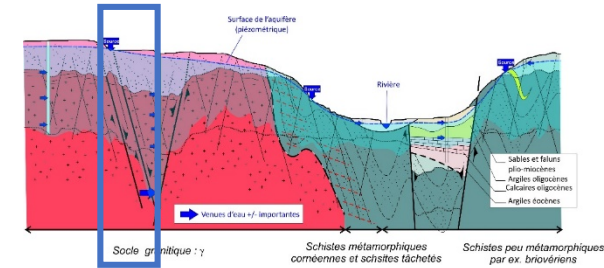 Surface de l'aquifère
(piézométrique)
Source
Source
Rivière
Source
Sables et faluns
plio-miocènes
Argiles oligocènes
Calcaires oligocènes
Argiles éocènes
Venues d'eau +/- importantes
Socle granitique : γ
Schistes métamorphiques
cornéennes et schsites tâchetés
Schistes peu métamorphiques
par ex. briovériens